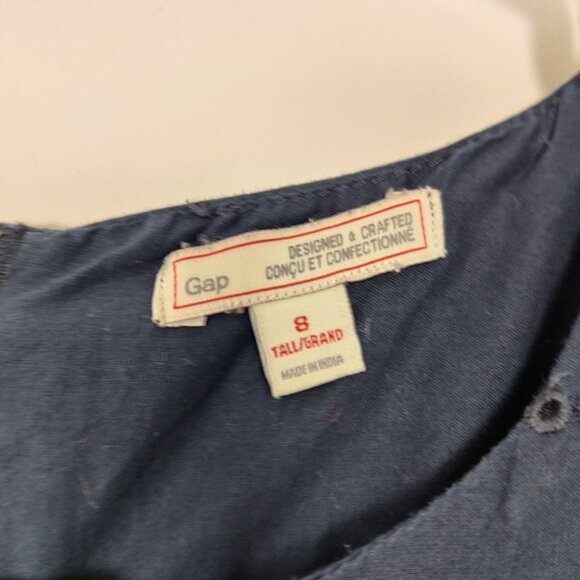 Gap
DESIGNED & CRAFTED
CONÇU ET CONFECTIONNÉ
8
TALL/GRAND
MADE IN INDIA